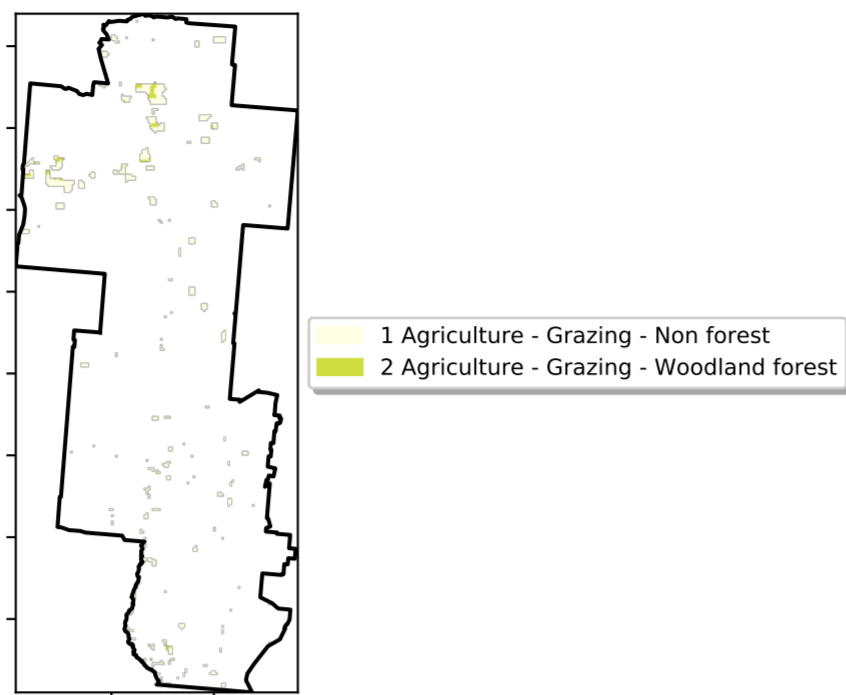 1 Agriculture - Grazing - Non forest
2 Agriculture - Grazing - Woodland forest